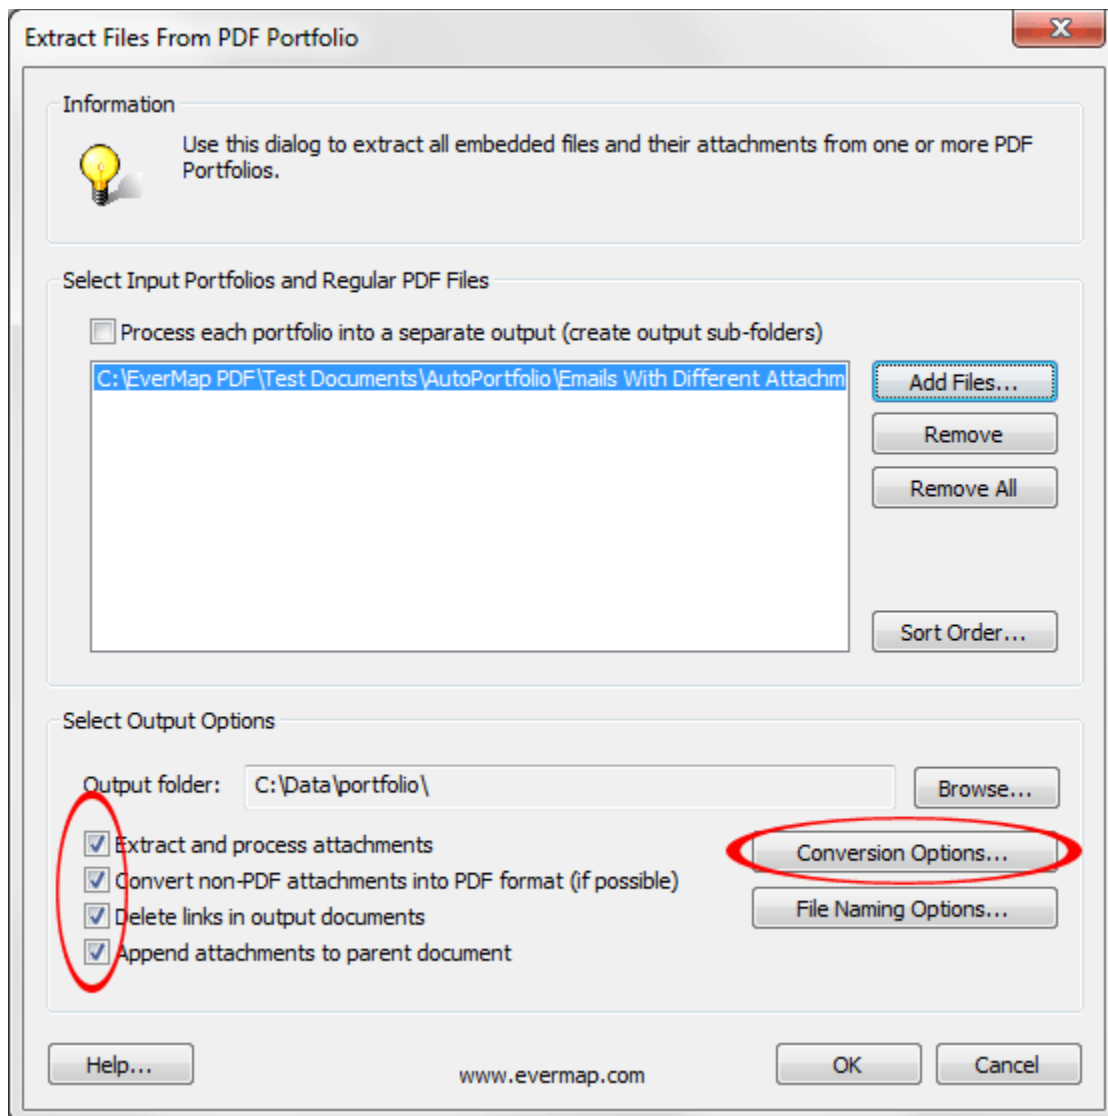 Extract Files From PDF Portfolio
Information
Use this dialog to extract all embedded files and their attachments from one or more PDF
Portfolios.
Select Input Portfolios and Regular PDF Files
Process each portfolio into a separate output (create output sub-folders)
C:\EverMap PDF\Test Documents\AutoPortfolio\Emails With Different Attachm
Add Files...
Remove
Remove All
Sort Order...
Select Output Options
Output folder: C:\Data\portfolio\ Browse...
Extract and process attachments
Conversion Options...
Convert non-PDF attachments into PDF format (if possible)
Delete links in output documents
File Naming Options...
Append attachments to parent document
Help... www.evermap.com OK Cancel